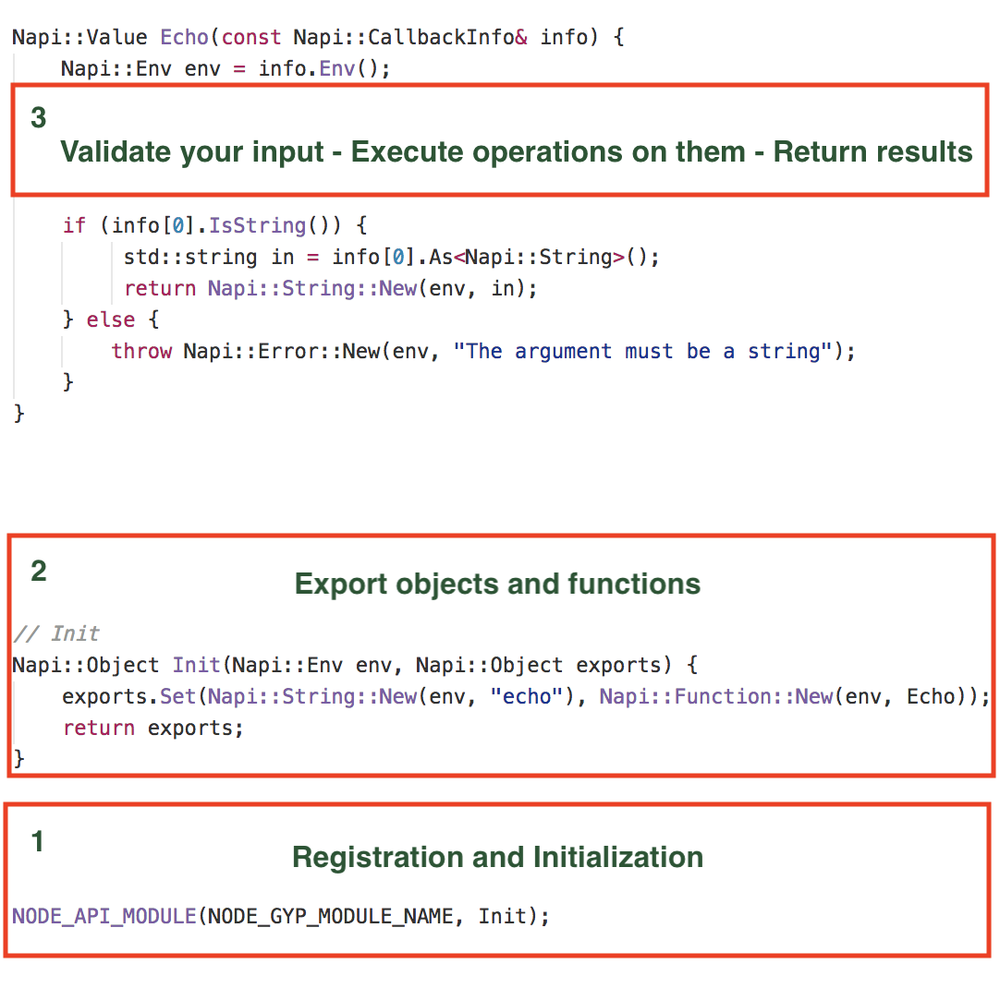 Napi::Value Echo(const Napi::CallbackInfo& info) {
    Napi::Env env = info.Env();
3
Validate your input - Execute operations on them - Return results
    if (info[0].IsString()) {
         std::string in = info[0].As<Napi::String>();
         return Napi::String::New(env, in);
    } else {
        throw Napi::Error::New(env, "The argument must be a string");
    }
}
2
Export objects and functions
// Init
Napi::Object Init(Napi::Env env, Napi::Object exports) {
    exports.Set(Napi::String::New(env, "echo"), Napi::Function::New(env, Echo));
    return exports;
}
1
Registration and Initialization
NODE_API_MODULE(NODE_GYP_MODULE_NAME, Init);